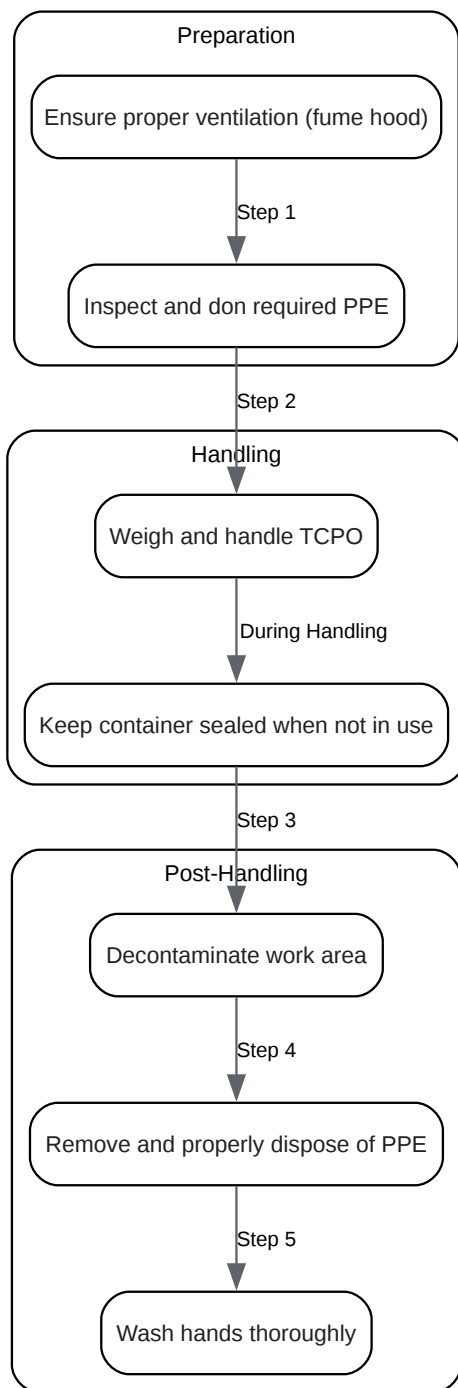 Preparation
Ensure proper ventilation (fume hood)
Step 1
Inspect and don required PPE
Step 2
Handling
Weigh and handle TCPO
During Handling
Keep container sealed when not in use
Step 3
Post-Handling
Decontaminate work area
Step 4
Remove and properly dispose of PPE
Step 5
Wash hands thoroughly